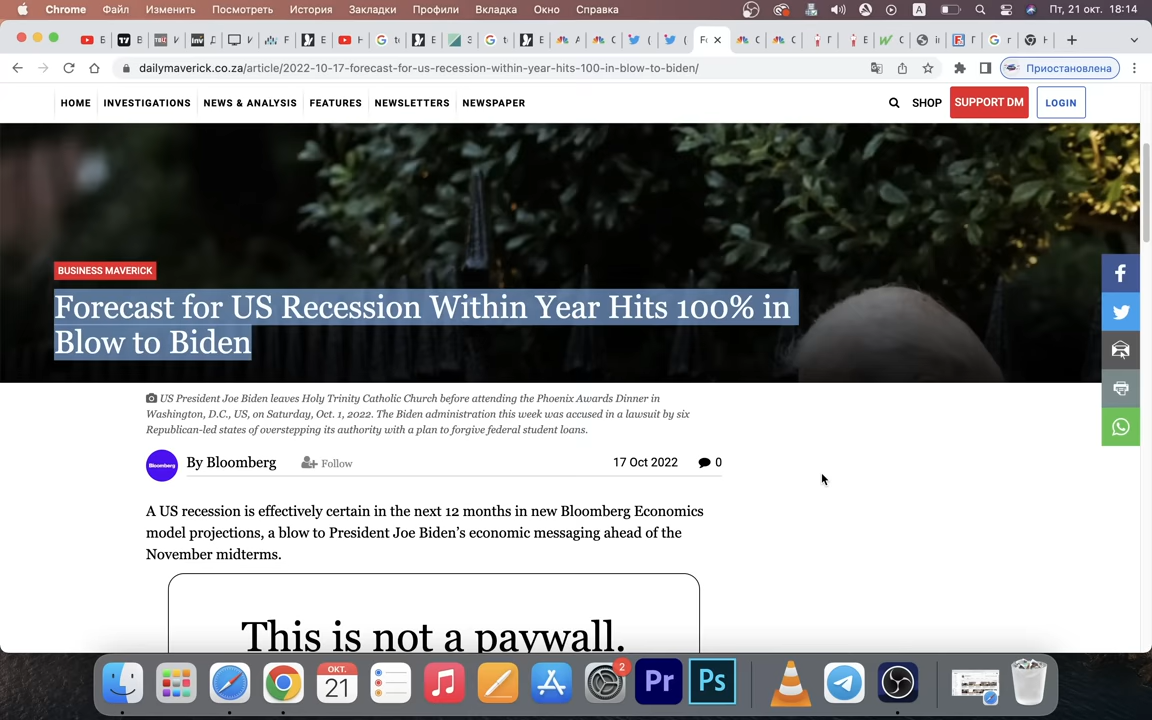 Chrome Файл Изменить Посмотреть История Закладки Профили Вкладка Окно Справка A Пт, 21 окт. 18:14
dailymaverick.co.za/article/2022-10-17-forecast-for-us-recession-within-year-hits-100-in-blow-to-biden/ Приостановлена
HOME INVESTIGATIONS NEWS & ANALYSIS FEATURES NEWSLETTERS NEWSPAPER SHOP SUPPORT DM LOGIN
BUSINESS MAVERICK
Forecast for US Recession Within Year Hits 100% in
Blow to Biden
US President Joe Biden leaves Holy Trinity Catholic Church before attending the Phoenix Awards Dinner in
Washington, D.C., US, on Saturday, Oct. 1, 2022. The Biden administration this week was accused in a lawsuit by six
Republican-led states of overstepping its authority with a plan to forgive federal student loans.
Bloomberg By Bloomberg Follow 17 Oct 2022 0
A US recession is effectively certain in the next 12 months in new Bloomberg Economics
model projections, a blow to President Joe Biden's economic messaging ahead of the
November midterms.
This is not a paywall.
ОКТ.
21 2 Pr Ps